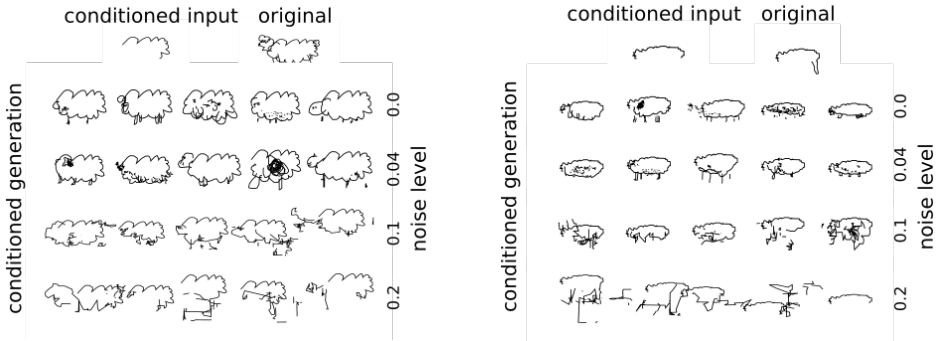 conditioned input original
conditioned generation
0.0
0.04
0.1
0.2
noise level
conditioned input original
conditioned generation
0.0
0.04
0.1
0.2
noise level